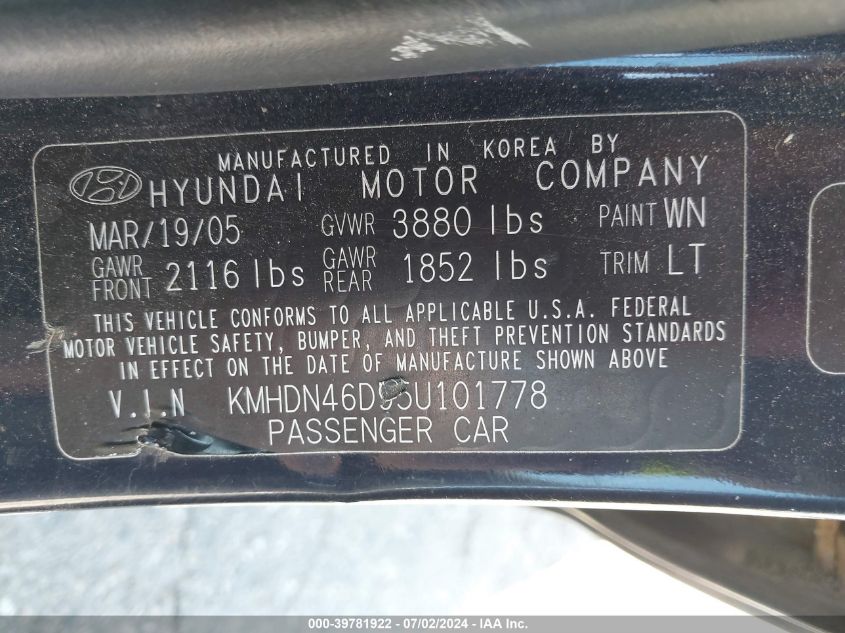 MANUFACTURED IN KOREA BY
HYUNDAI MOTOR COMPANY
MAR/19/05 GVWR 3880 lbs PAINT WN
GAWR FRONT 2116 lbs GAWR REAR 1852 lbs TRIM LT
THIS VEHICLE CONFORMS TO ALL APPLICABLE U.S.A. FEDERAL
MOTOR VEHICLE SAFETY, BUMPER, AND THEFT PREVENTION STANDARDS
IN EFFECT ON THE DATE OF MANUFACTURE SHOWN ABOVE
V.I.N KMHDN46D95U101778
PASSENGER CAR
000-39781922 - 07/02/2024 - IAA Inc.